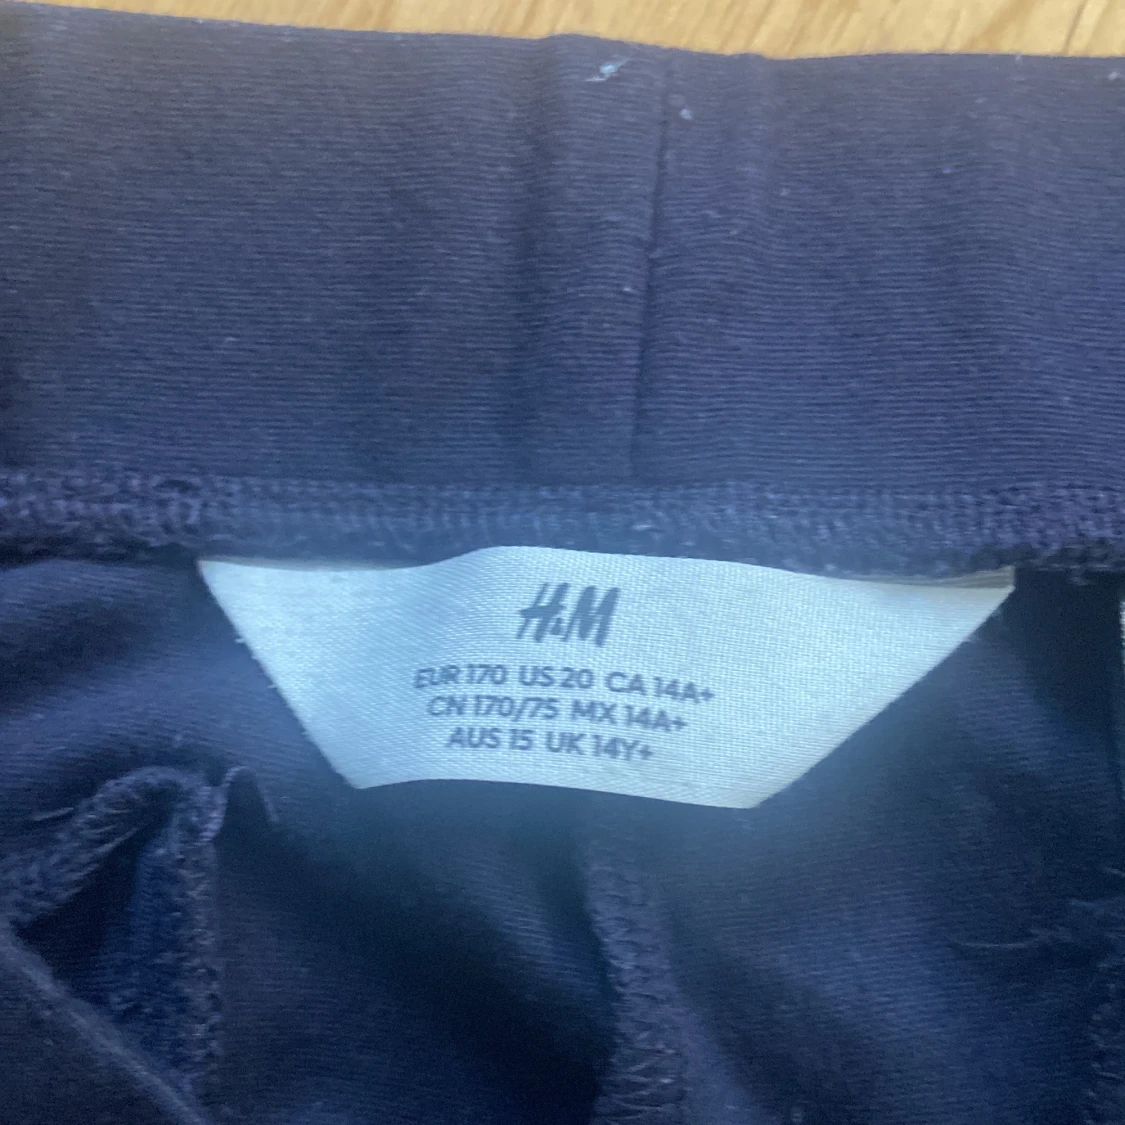 H&M
EUR 170 US 20 CA 14A+
CN 170/75 MX 14A+
AUS 15 UK 14Y+